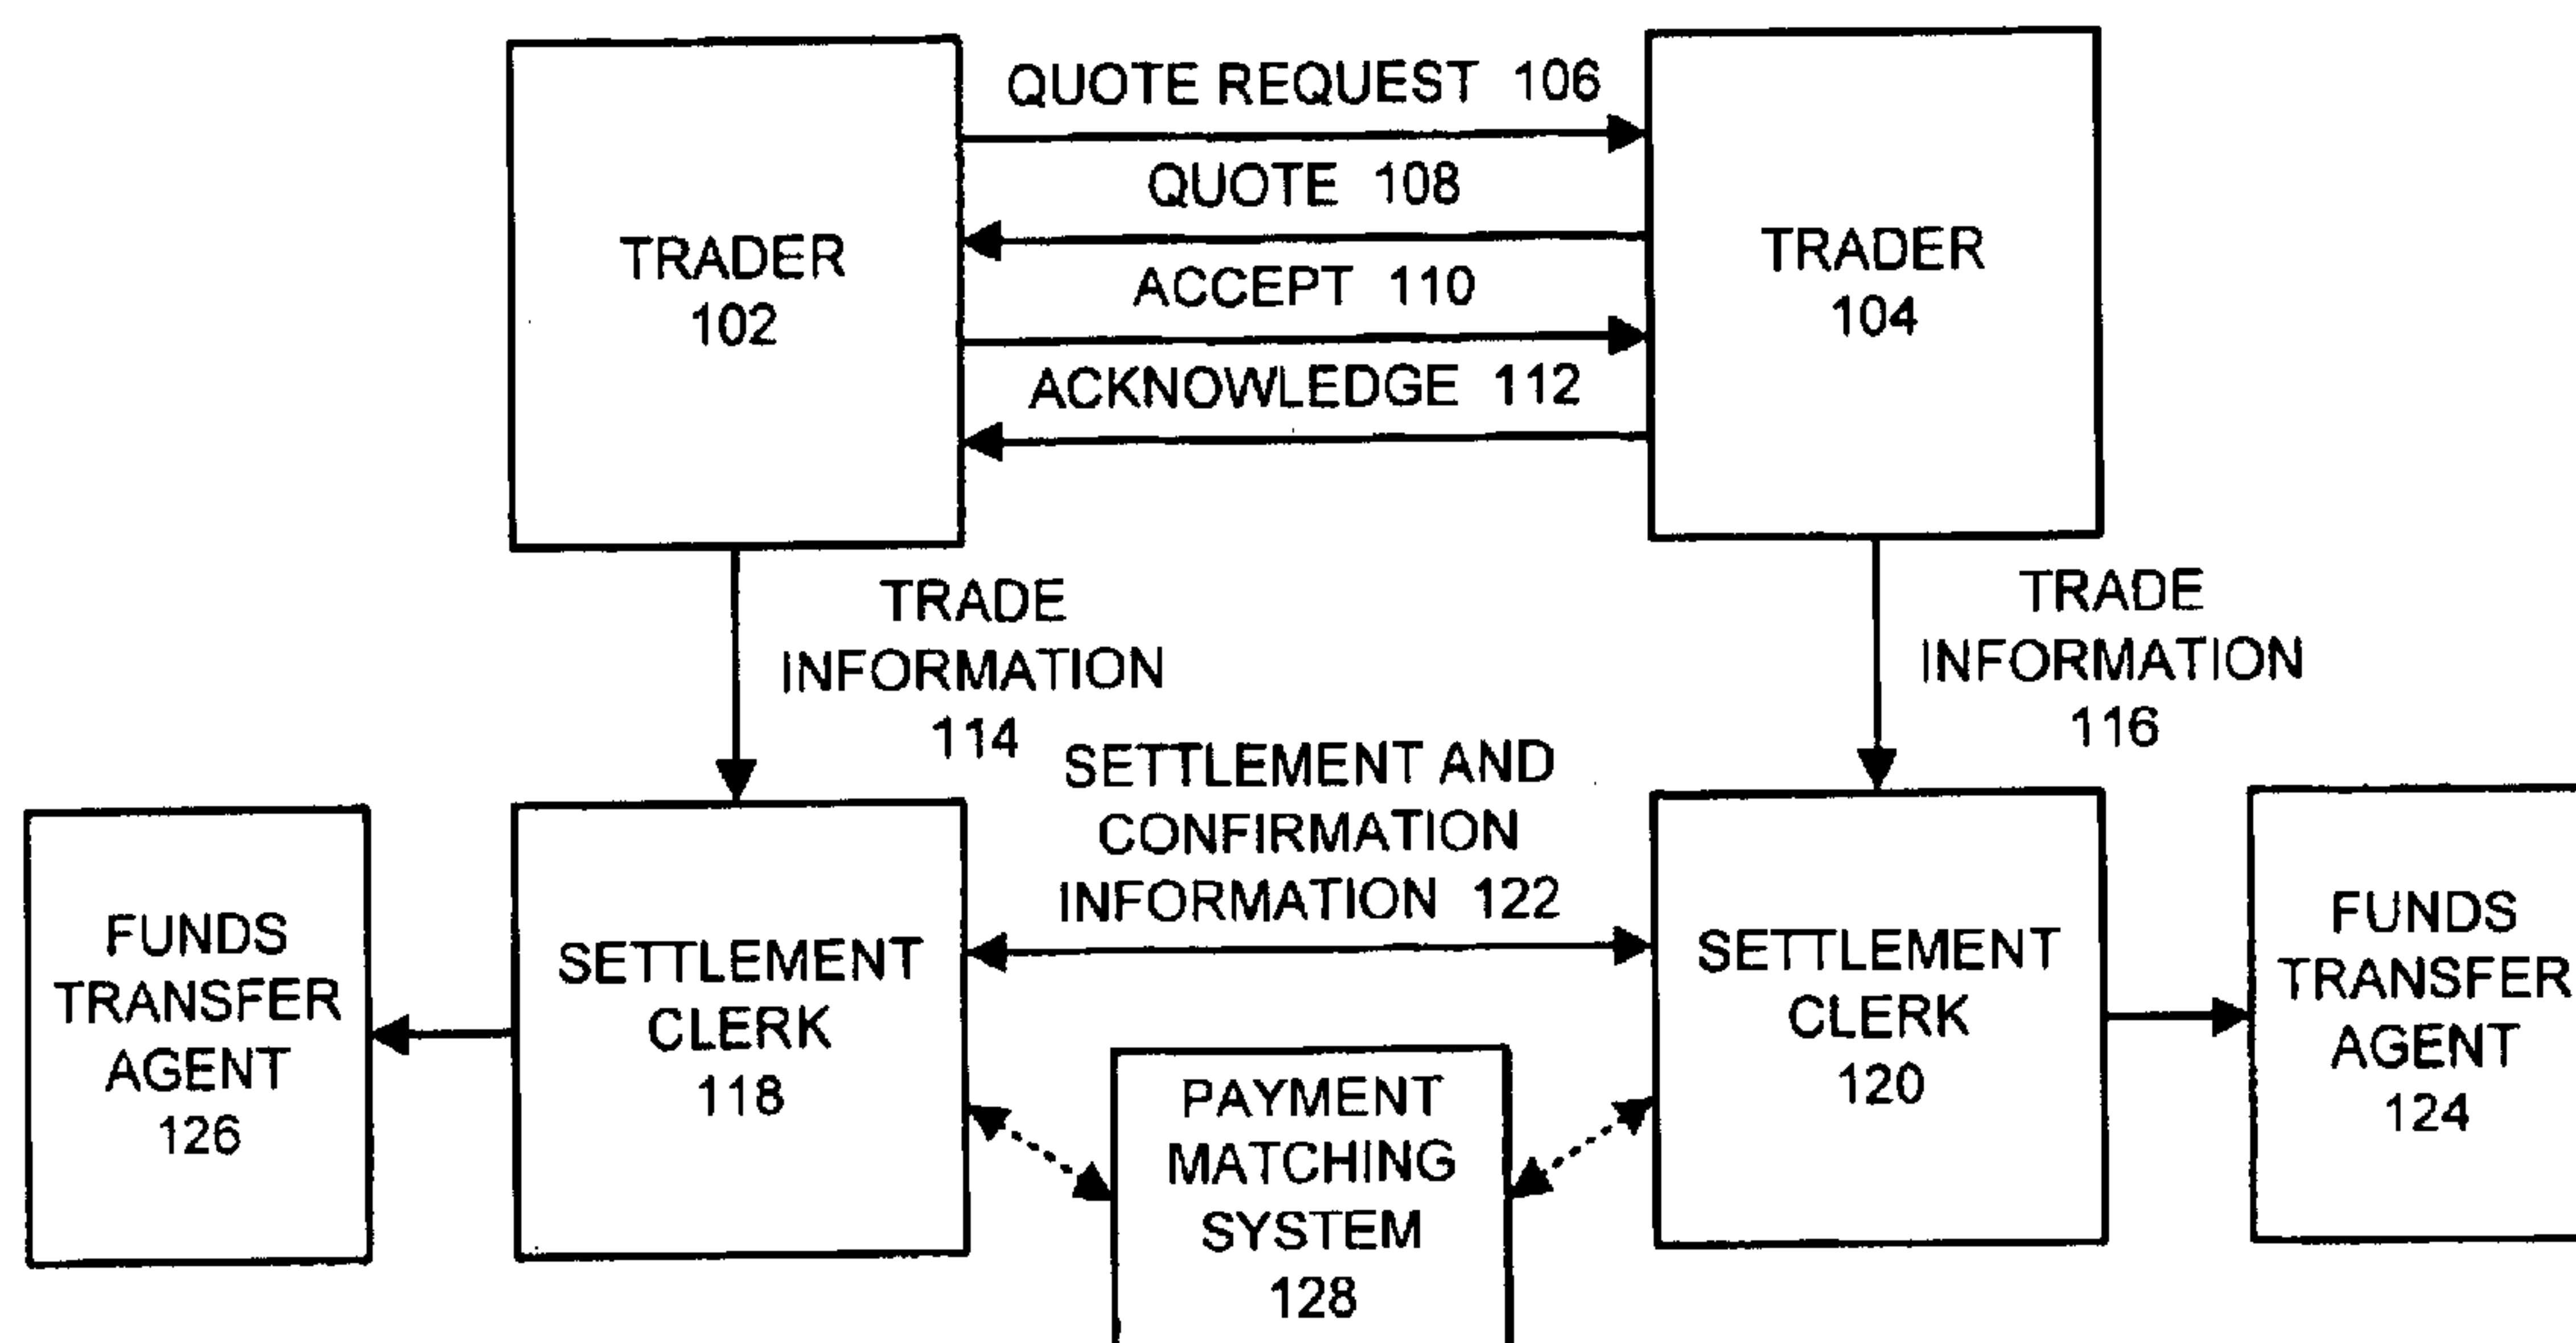 QUOTE REQUEST 106
QUOTE 108
TRADER
102
TRADER
104
ACCEPT 110
ACKNOWLEDGE 112
TRADE
INFORMATION
114
TRADE
INFORMATION
116
SETTLEMENT AND
CONFIRMATION
INFORMATION 122
FUNDS
TRANSFER
AGENT
126
SETTLEMENT
CLERK
118
SETTLEMENT
CLERK
120
FUNDS
TRANSFER
AGENT
124
PAYMENT
MATCHING
SYSTEM
128